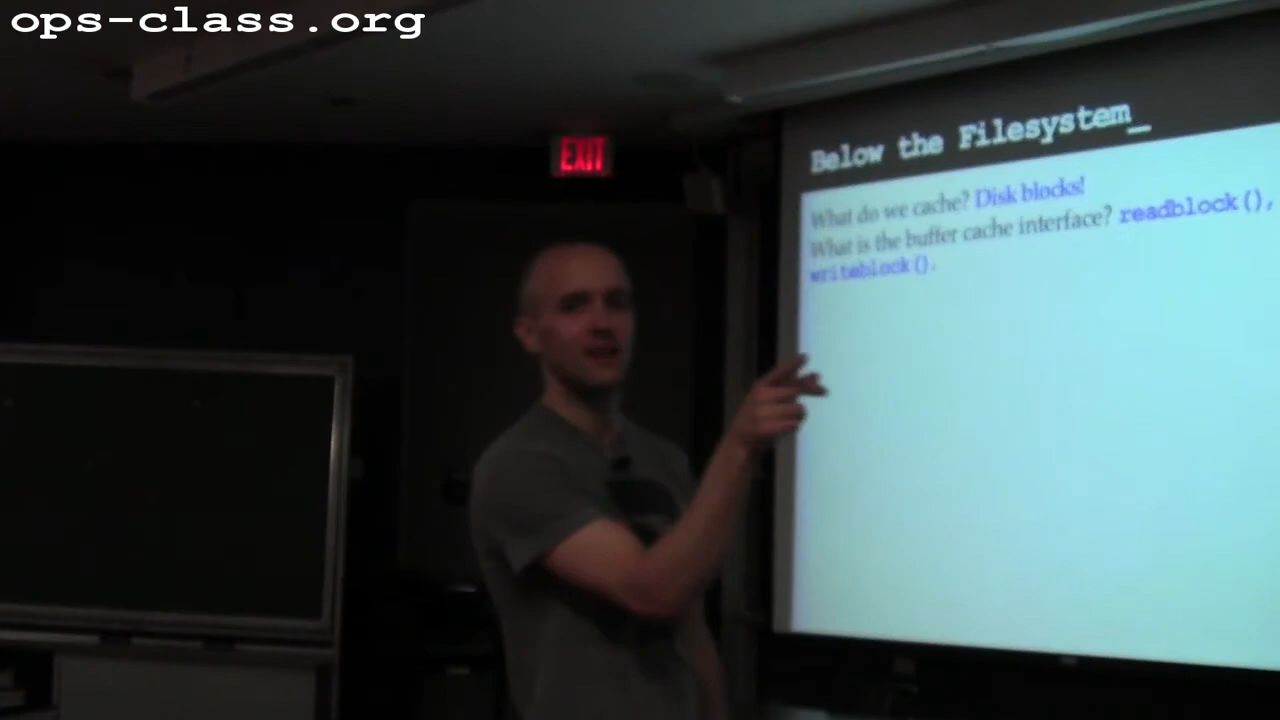 ops-class.org
EXIT
Below the Filesystem_
What do we cache? Disk blocks!
What is the buffer cache interface? readblock(),
writeblock().